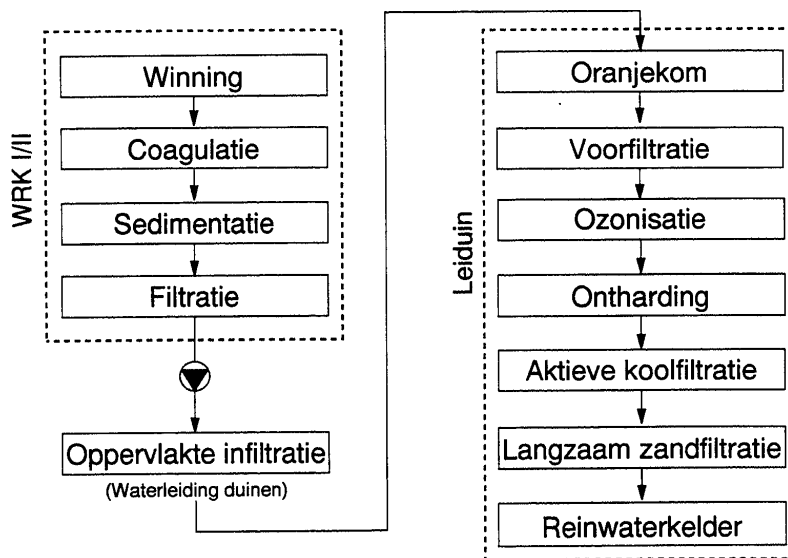 WRK I/II
Winning
Coagulatie
Sedimentatie
Filtratie
Oppervlakte infiltratie
(Waterleiding duinen)
Leiduin
Oranjekom
Voorfiltratie
Ozonisatie
Ontharding
Aktieve koolfiltratie
Langzaam zandfiltratie
Reinwaterkelder